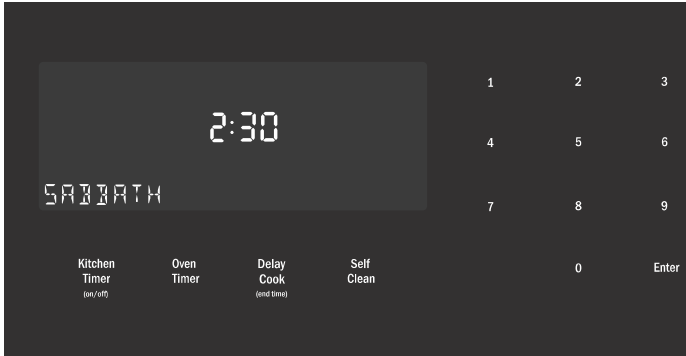 2:30
SABBATH
Kitchen Timer
(on/off)
Oven Timer
Delay Cook
(end time)
Self Clean
1 2 3
4 5 6
7 8 9
0 Enter